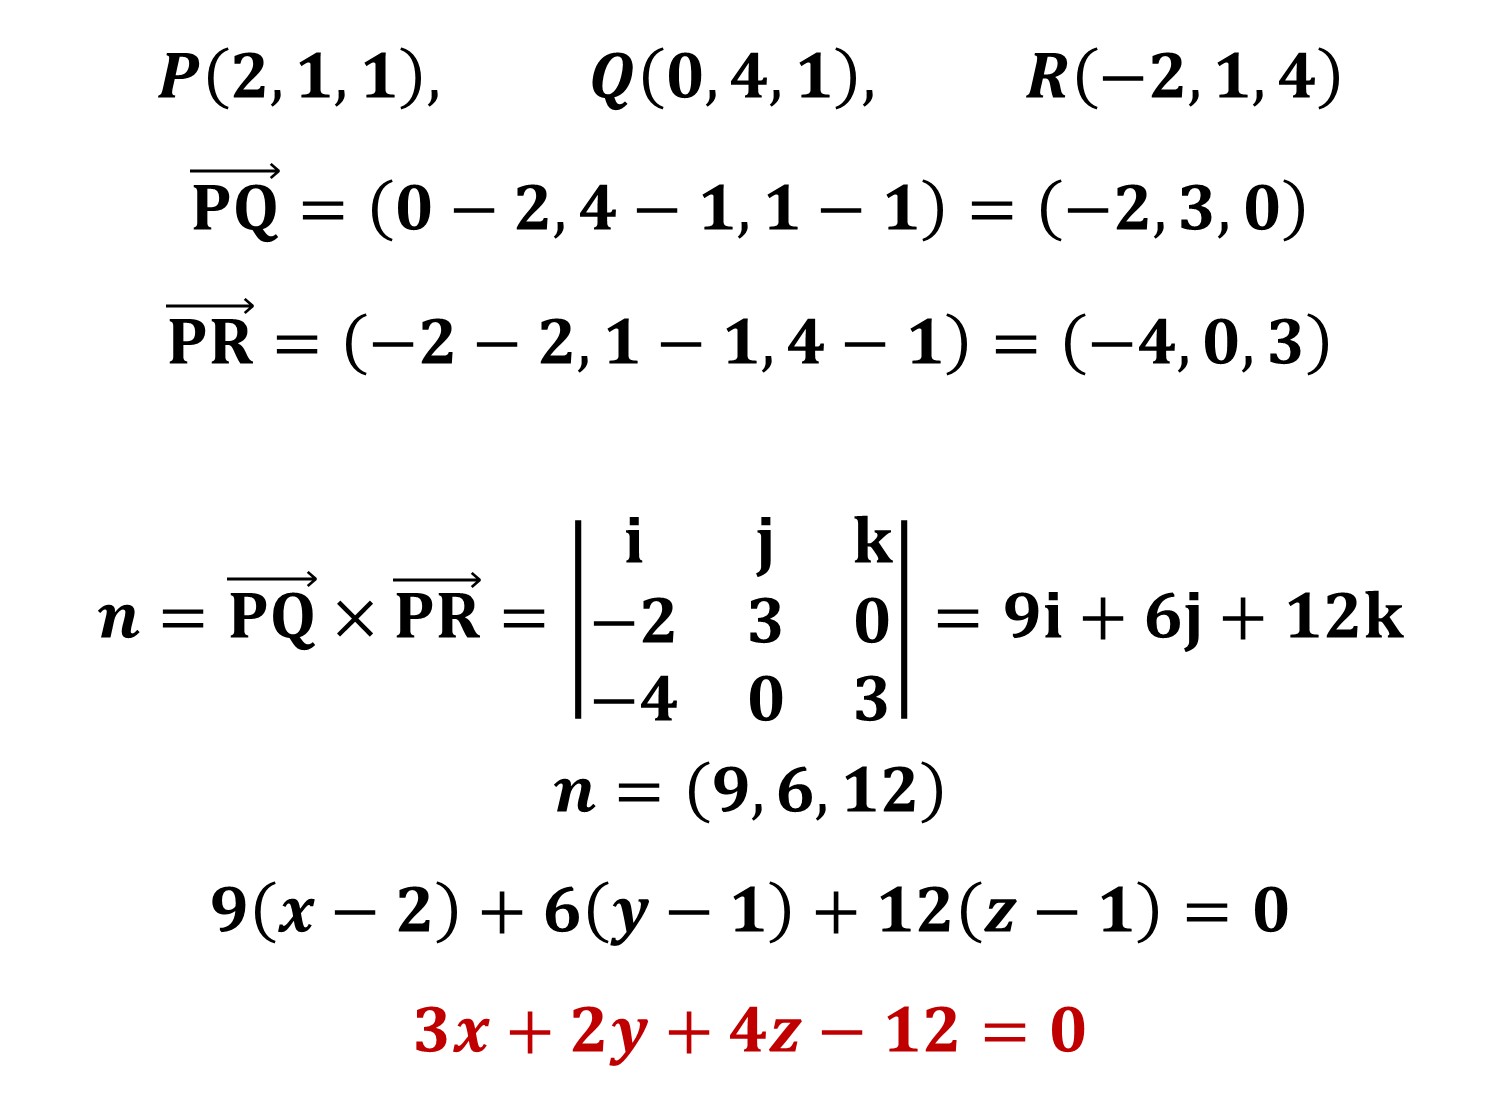 P(2, 1, 1), Q(0, 4, 1), R(−2, 1, 4)
PQ = (0 − 2, 4 − 1, 1 − 1) = (−2, 3, 0)
PR = (−2 − 2, 1 − 1, 4 − 1) = (−4, 0, 3)
i j k
n = PQ × PR = |−2 3 0| = 9i + 6j + 12k
−4 0 3
n = (9, 6, 12)
9(x − 2) + 6(y − 1) + 12(z − 1) = 0
3x + 2y + 4z − 12 = 0